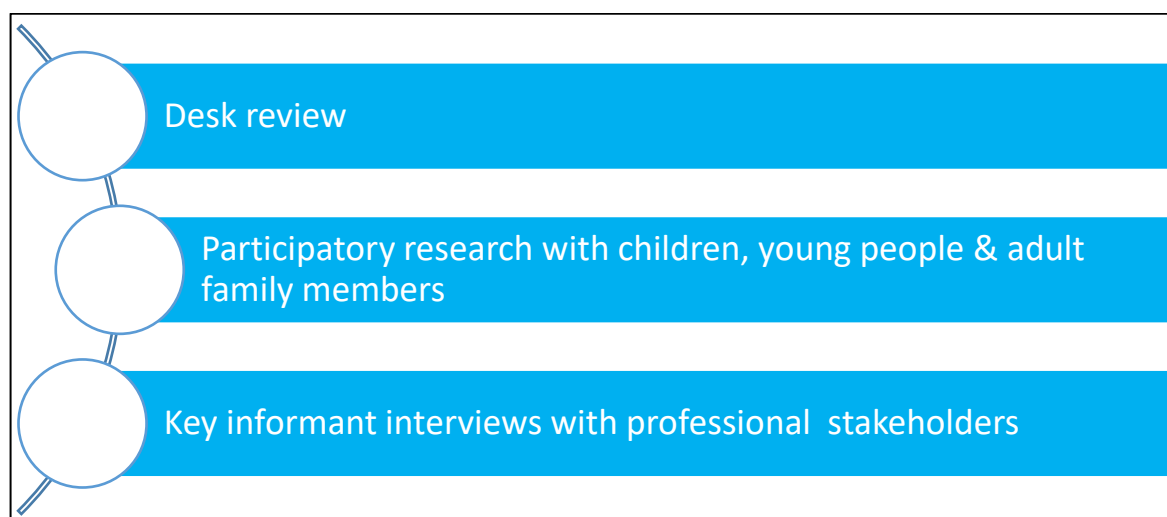 Desk review
Participatory research with children, young people & adult
family members
Key informant interviews with professional  stakeholders